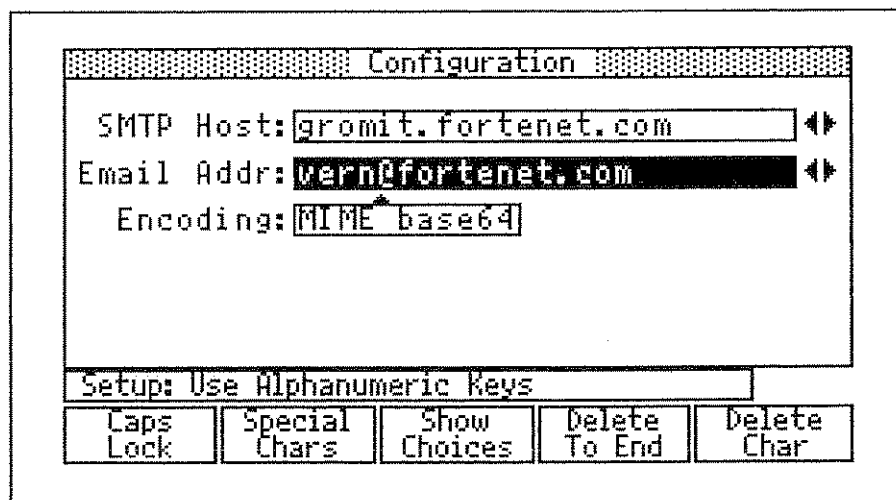 Configuration
SMTP Host: gromit.fortenet.com
Email Addr: vern@fortenet.com
Encoding: MIME base64
Setup: Use Alphanumeric Keys
Caps Lock
Special Chars
Show Choices
Delete To End
Delete Char